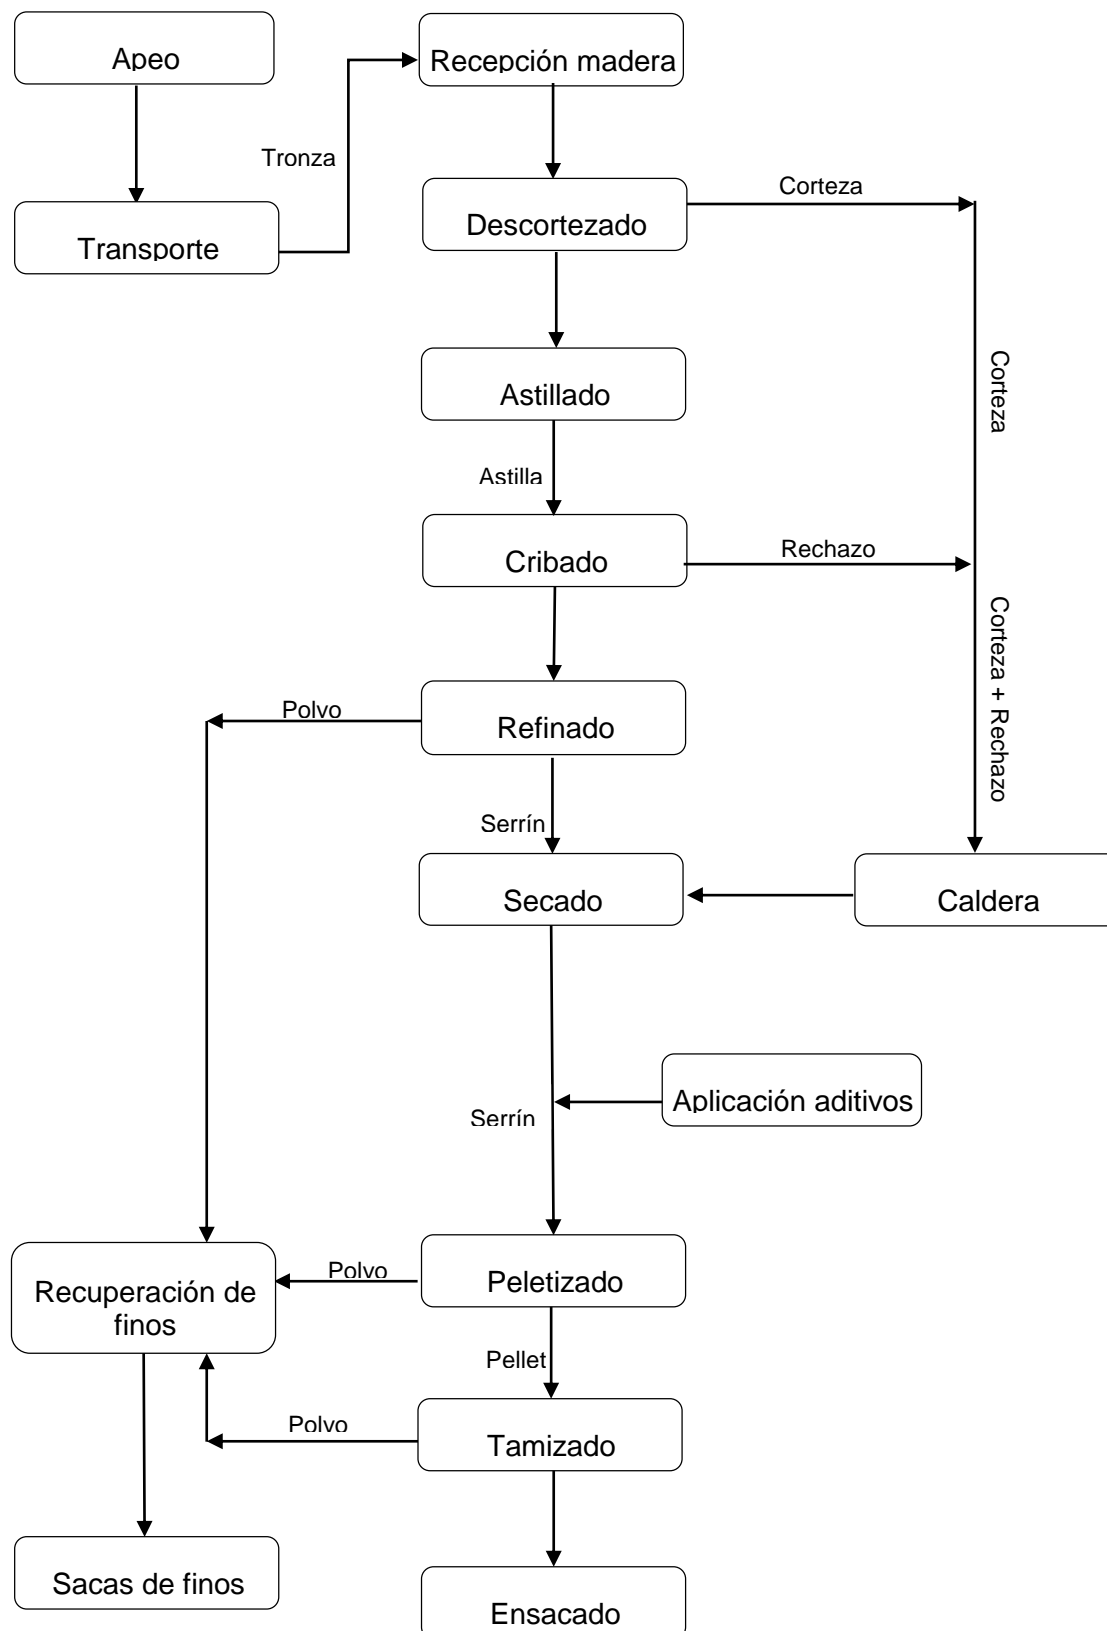 Apeo
Recepción madera
Tronza
Corteza
Descortezado
Transporte
Corteza
Astillado
Astilla
Cribado
Rechazo
Corteza + Rechazo
Polvo
Refinado
Serrín
Secado
Caldera
Aplicación aditivos
Serrín
Recuperación de
finos
Polvo
Peletizado
Pellet
Polvo
Tamizado
Sacas de finos
Ensacado